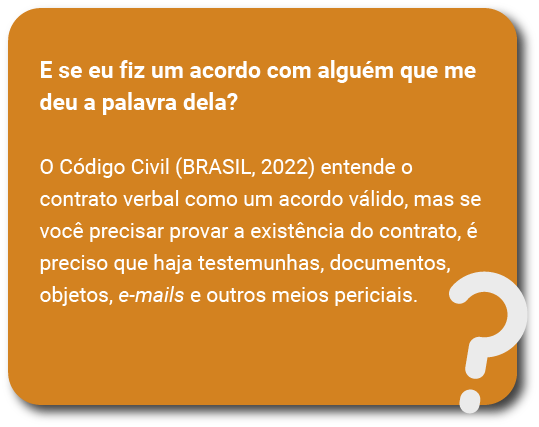 E se eu fiz um acordo com alguém que me
deu a palavra dela?
O Código Civil (BRASIL, 2022) entende o
contrato verbal como um acordo válido, mas se
você precisar provar a existência do contrato, é
preciso que haja testemunhas, documentos,
objetos, e-mails e outros meios periciais.
?